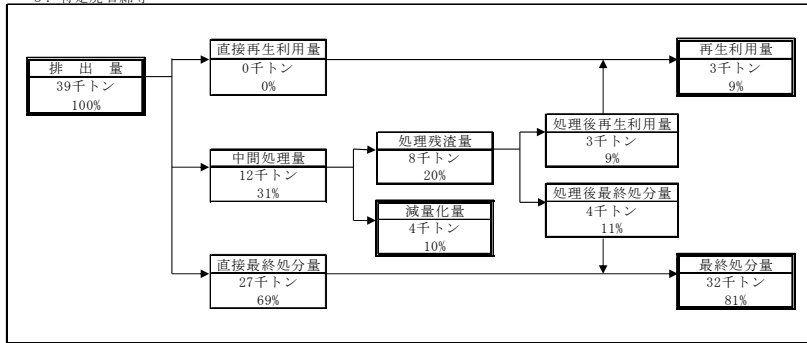 直接再生利用量
0千トン
0%
再生利用量
3千トン
9%
排 出 量
39千トン
100%
処理後再生利用量
3千トン
9%
中間処理量
12千トン
31%
処理残渣量
8千トン
20%
処理後最終処分量
4千トン
11%
減量化量
4千トン
10%
直接最終処分量
27千トン
69%
最終処分量
32千トン
81%